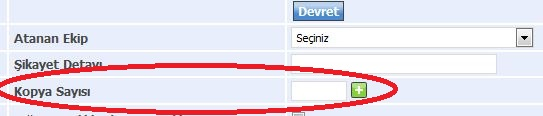 Devret
Atanan Ekip Seçiniz
Şikayet Detayı
Kopya Sayısı